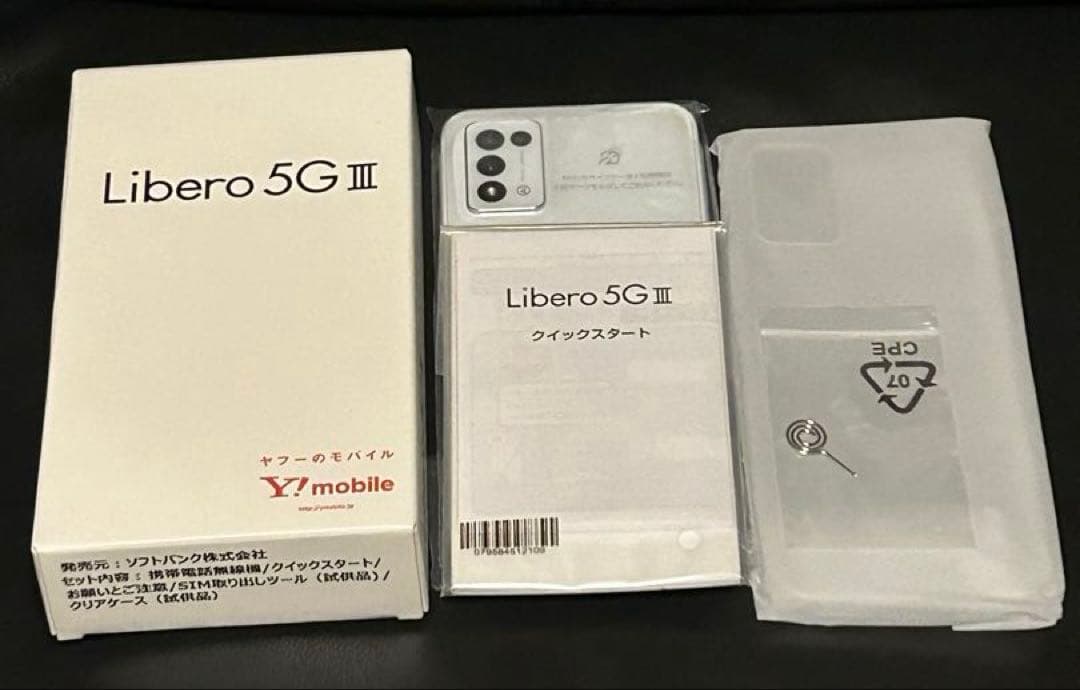 Libero 5G Ⅲ
ヤフーのモバイル
Y!mobile
発売元：ソフトバンク株式会社
セット内容：携帯電話無線機/クイックスタート/
お願いとご注意/SIM取り出しツール（試供品）/
クリアケース（試供品）
Libero 5G Ⅲ
クイックスタート
CPE
07